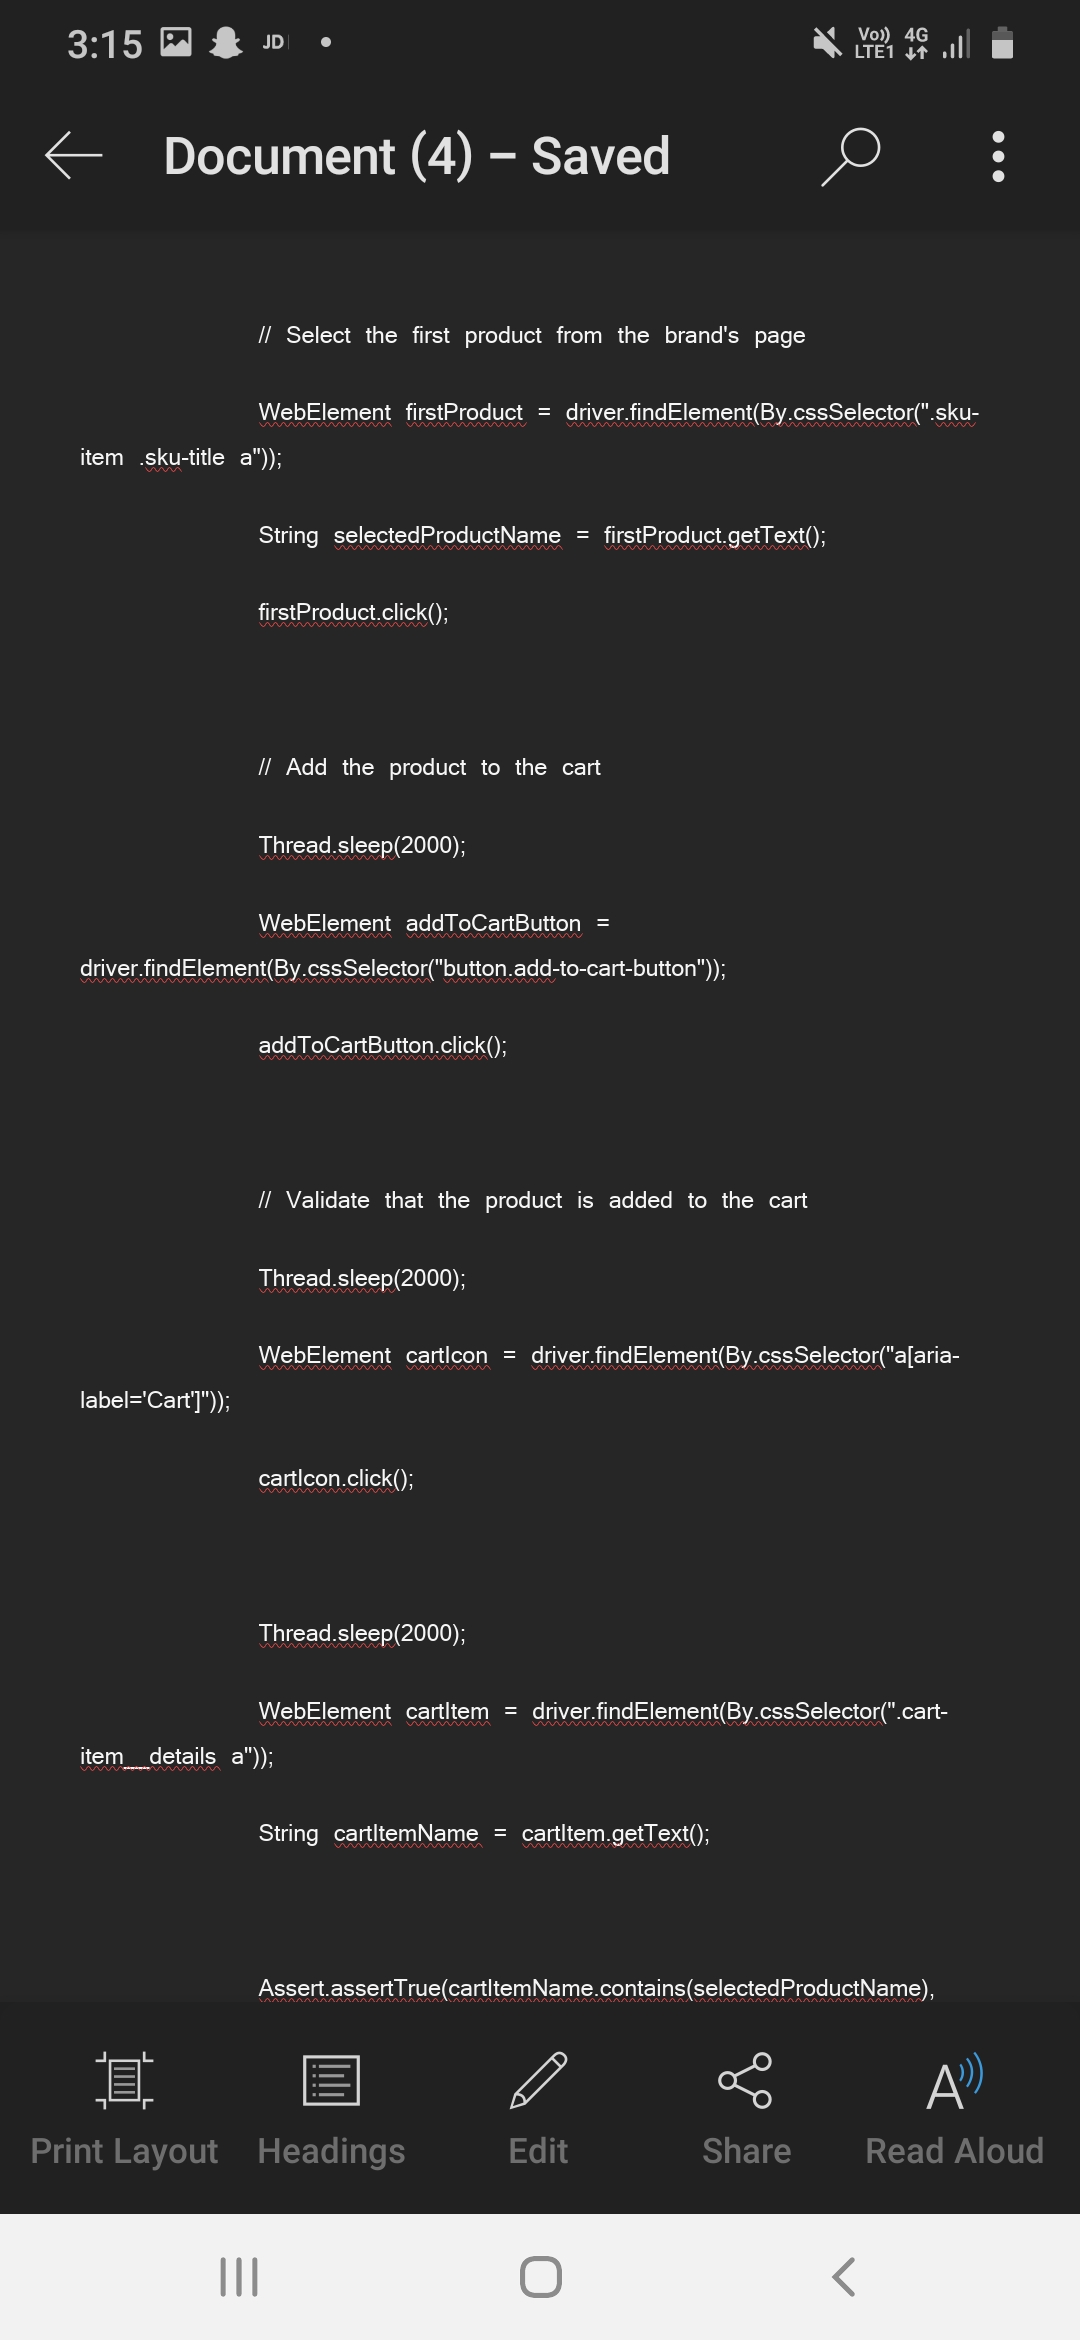 3:15 JD Vo)) LTE1 4G
Document (4) – Saved
// Select the first product from the brand's page
WebElement firstProduct = driver.findElement(By.cssSelector(".sku-
item .sku-title a"));
String selectedProductName = firstProduct.getText();
firstProduct.click();
// Add the product to the cart
Thread.sleep(2000);
WebElement addToCartButton =
driver.findElement(By.cssSelector("button.add-to-cart-button"));
addToCartButton.click();
// Validate that the product is added to the cart
Thread.sleep(2000);
WebElement cartIcon = driver.findElement(By.cssSelector("a[aria-
label='Cart']"));
cartIcon.click();
Thread.sleep(2000);
WebElement cartItem = driver.findElement(By.cssSelector(".cart-
item__details a"));
String cartItemName = cartItem.getText();
Assert.assertTrue(cartItemName.contains(selectedProductName),
Print Layout Headings Edit Share Read Aloud